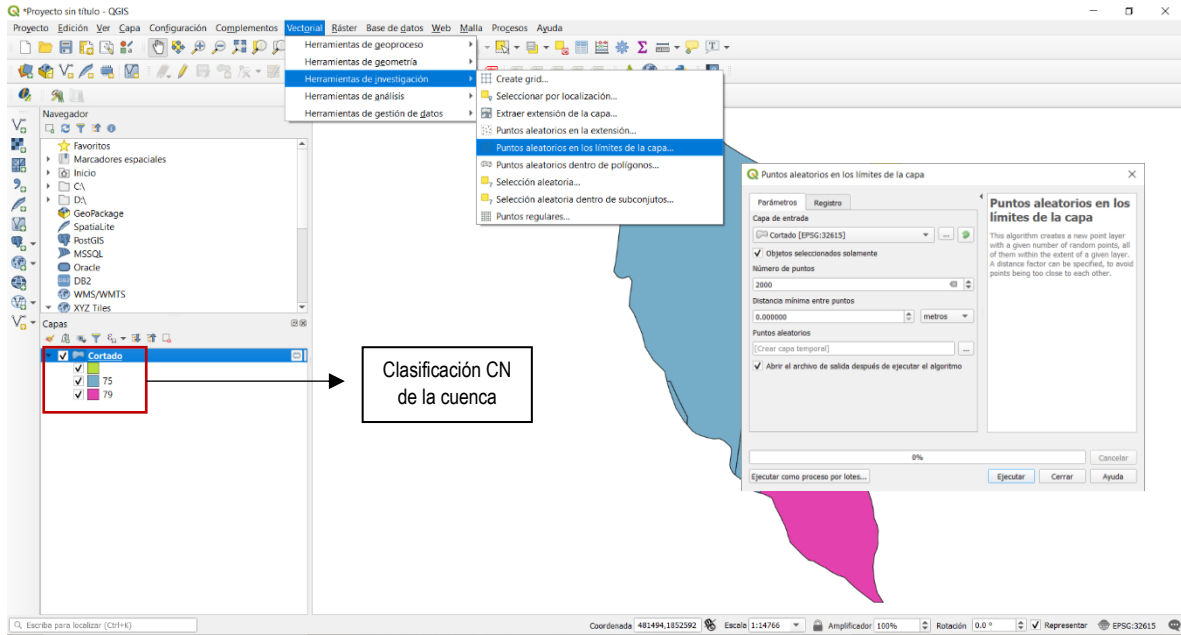 *Proyecto sin título - QGIS
Proyecto Edición Ver Capa Configuración Complementos Vectorial Ráster Base de datos Web Malla Procesos Ayuda
Herramientas de geoproceso
Herramientas de geometría
Herramientas de investigación
Herramientas de análisis
Herramientas de gestión de datos
Create grid...
Seleccionar por localización...
Extraer extensión de la capa...
Puntos aleatorios en la extensión...
Puntos aleatorios en los límites de la capa...
Puntos aleatorios dentro de polígonos...
Selección aleatoria...
Selección aleatoria dentro de subconjutos...
Puntos regulares...
Navegador
Favoritos
Marcadores espaciales
Inicio
C:\
D:\
GeoPackage
SpatiaLite
PostGIS
MSSQL
Oracle
DB2
WMS/WMTS
XYZ Tiles
Capas
Cortado
75
79
Clasificación CN
de la cuenca
Puntos aleatorios en los límites de la capa
Parámetros Registro
Capa de entrada
Cortado [EPSG:32615]
Objetos seleccionados solamente
Número de puntos
2000
Distancia mínima entre puntos
0.000000 metros
Puntos aleatorios
[Crear capa temporal]
Abrir el archivo de salida después de ejecutar el algoritmo
Puntos aleatorios en los
límites de la capa
This algorithm creates a new point layer
with a given number of random points, all
of them within the extent of a given layer.
A distance factor can be specified, to avoid
points being too close to each other.
0% Cancelar
Ejecutar como proceso por lotes... Ejecutar Cerrar Ayuda
Escriba para localizar (Ctrl+K) Coordenada 481494,1852592 Escala 1:14766 Amplificador 100% Rotación 0.0 ° Representar EPSG:32615